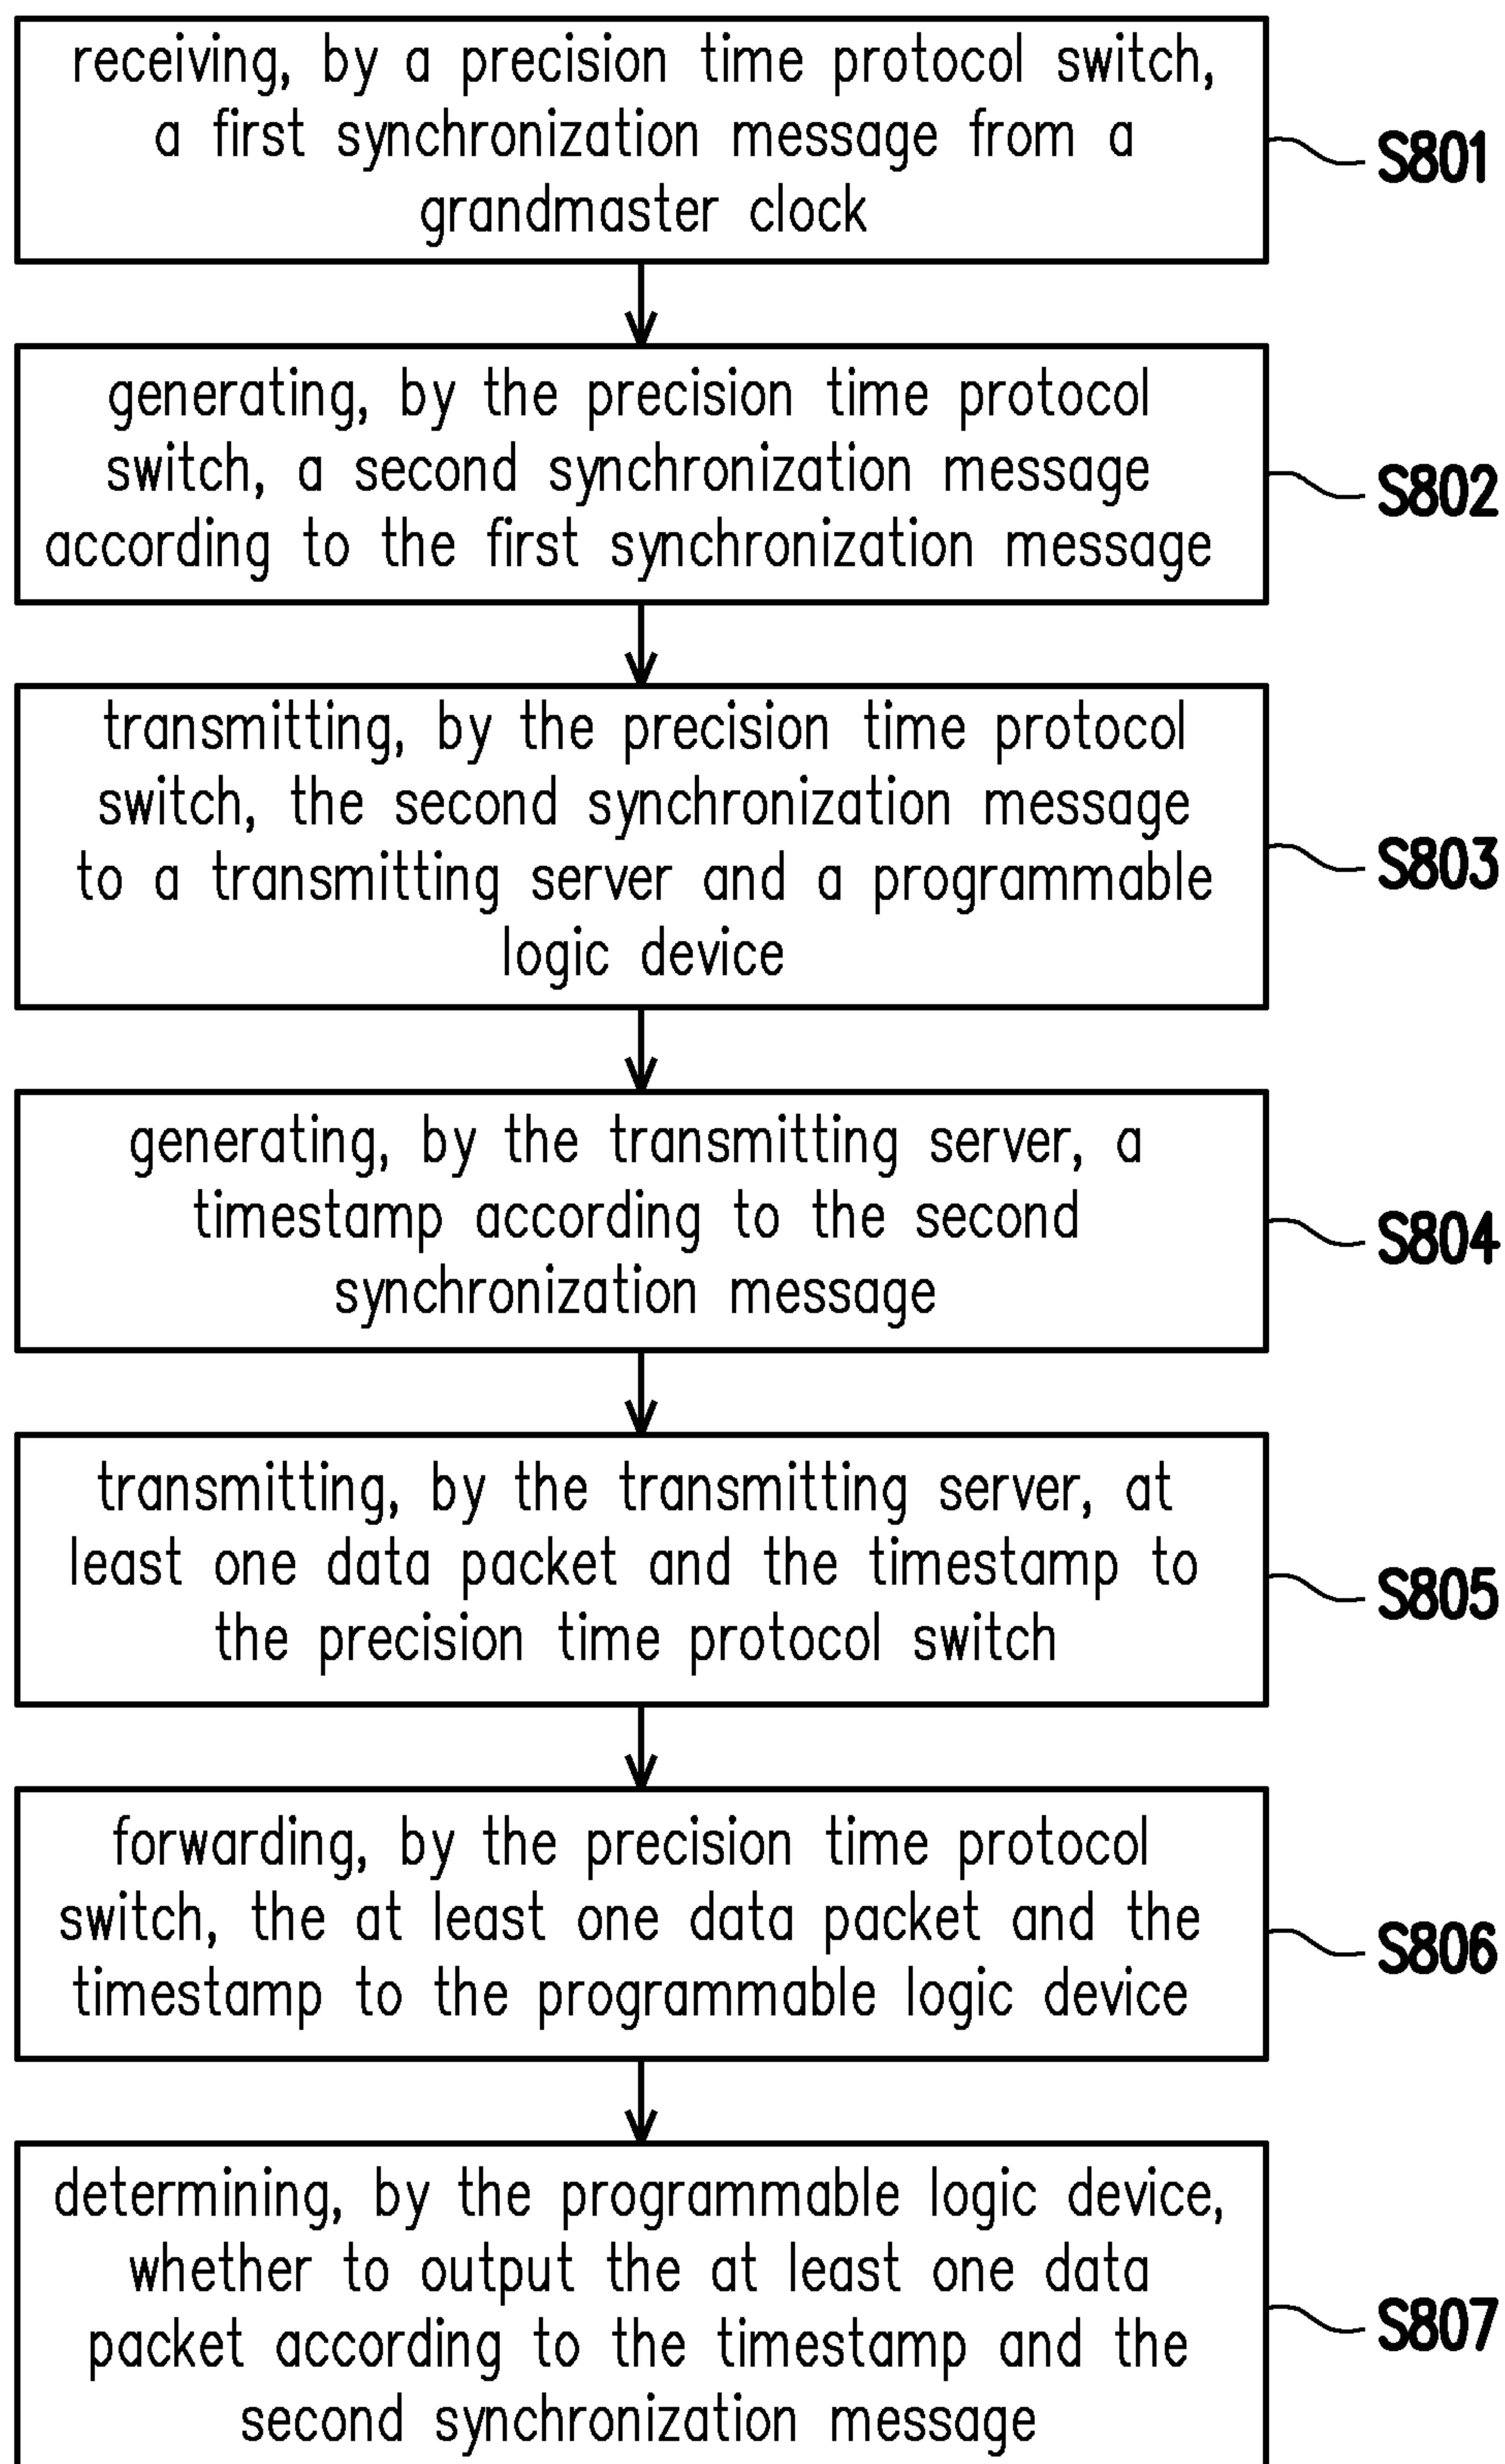 receiving, by a precision time protocol switch,
a first synchronization message from a
grandmaster clock
S801
generating, by the precision time protocol
switch, a second synchronization message
according to the first synchronization message
S802
transmitting, by the precision time protocol
switch, the second synchronization message
to a transmitting server and a programmable
logic device
S803
generating, by the transmitting server, a
timestamp according to the second
synchronization message
S804
transmitting, by the transmitting server, at
least one data packet and the timestamp to
the precision time protocol switch
S805
forwarding, by the precision time protocol
switch, the at least one data packet and the
timestamp to the programmable logic device
S806
determining, by the programmable logic device,
whether to output the at least one data
packet according to the timestamp and the
second synchronization message
S807